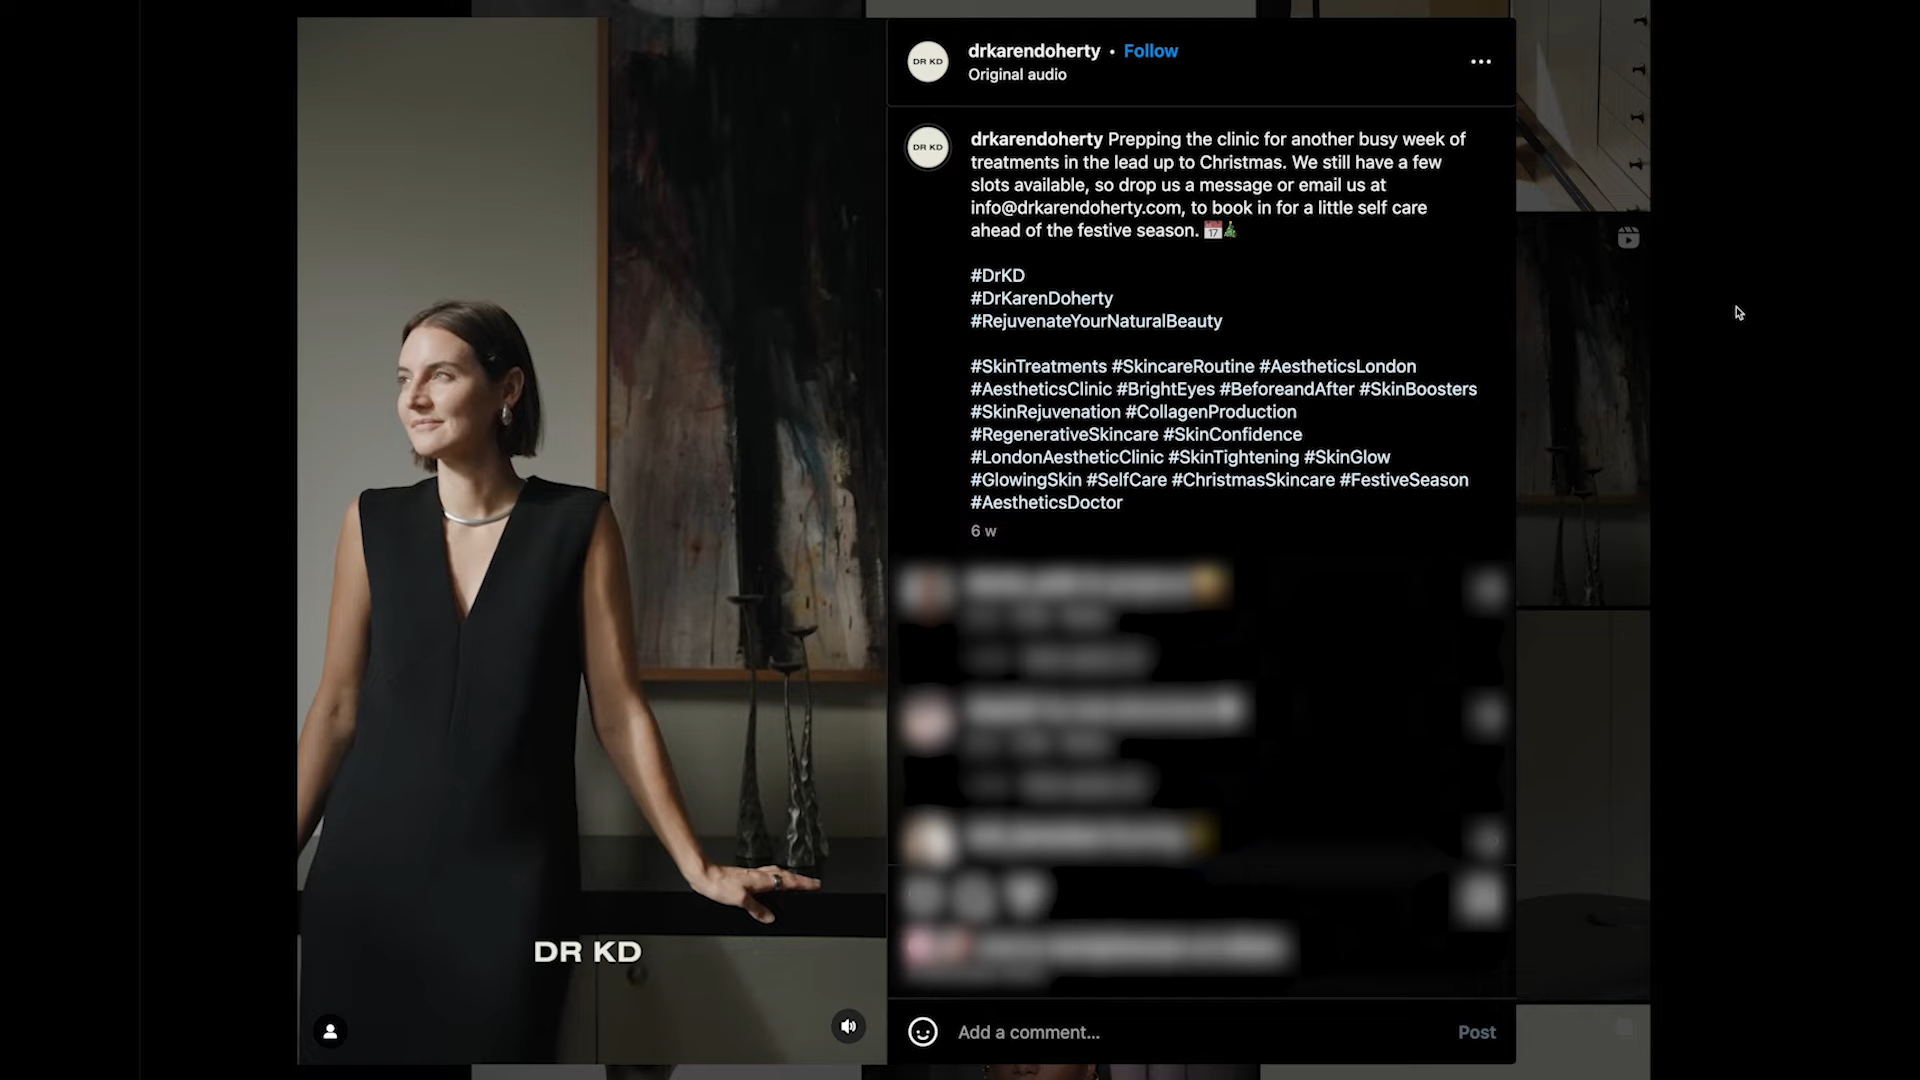 DR KD
drkarendoherty • Follow
Original audio
DR KD
drkarendoherty Prepping the clinic for another busy week of
treatments in the lead up to Christmas. We still have a few
slots available, so drop us a message or email us at
info@drkarendoherty.com, to book in for a little self care
ahead of the festive season. 📅🎄
#DrKD
#DrKarenDoherty
#RejuvenateYourNaturalBeauty
#SkinTreatments #SkincareRoutine #AestheticsLondon
#AestheticsClinic #BrightEyes #BeforeandAfter #SkinBoosters
#SkinRejuvenation #CollagenProduction
#RegenerativeSkincare #SkinConfidence
#LondonAestheticClinic #SkinTightening #SkinGlow
#GlowingSkin #SelfCare #ChristmasSkincare #FestiveSeason
#AestheticsDoctor
6 w
DR KD
Add a comment...
Post